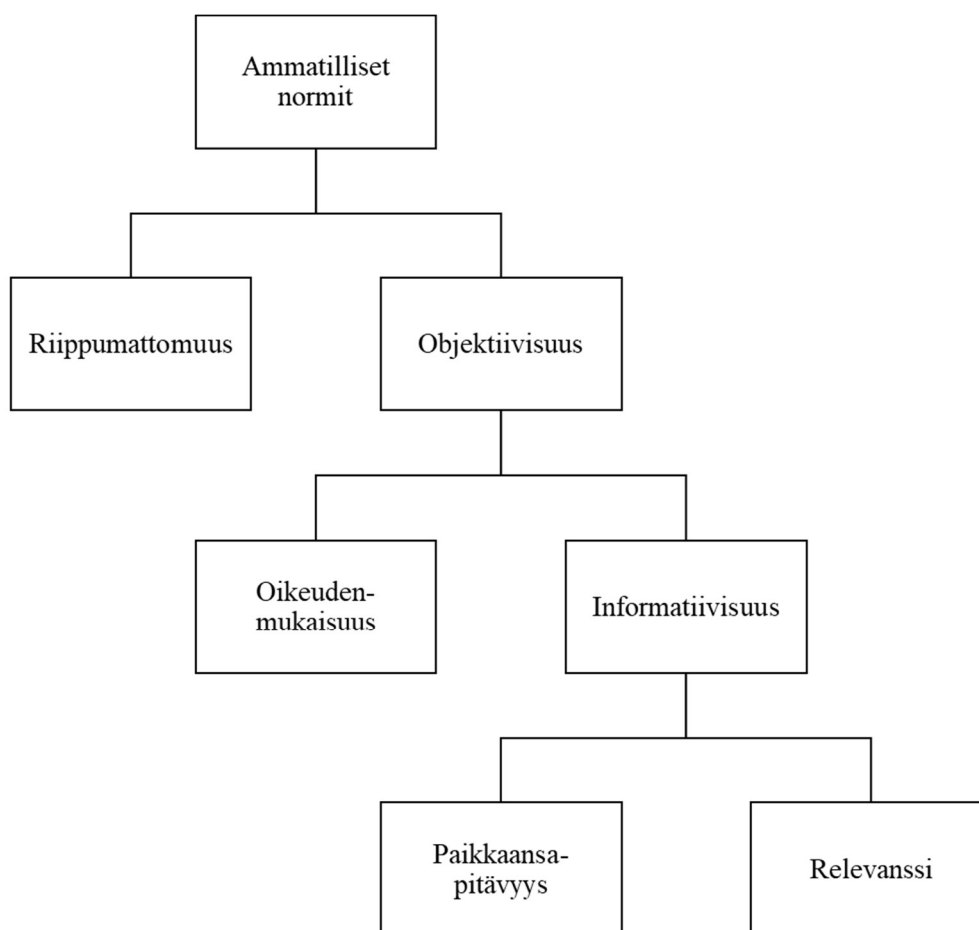 Ammatilliset
normit
Riippumattomuus
Objektiivisuus
Oikeuden-
mukaisuus
Informatiivisuus
Paikkaansa-
pitävyys
Relevanssi